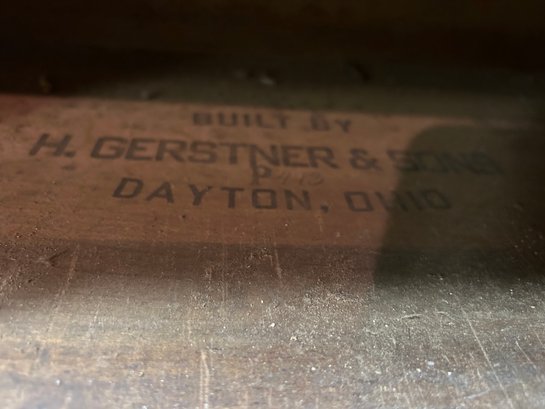 BUILT BY
H. GERSTNER & SONS
DAYTON, OHIO